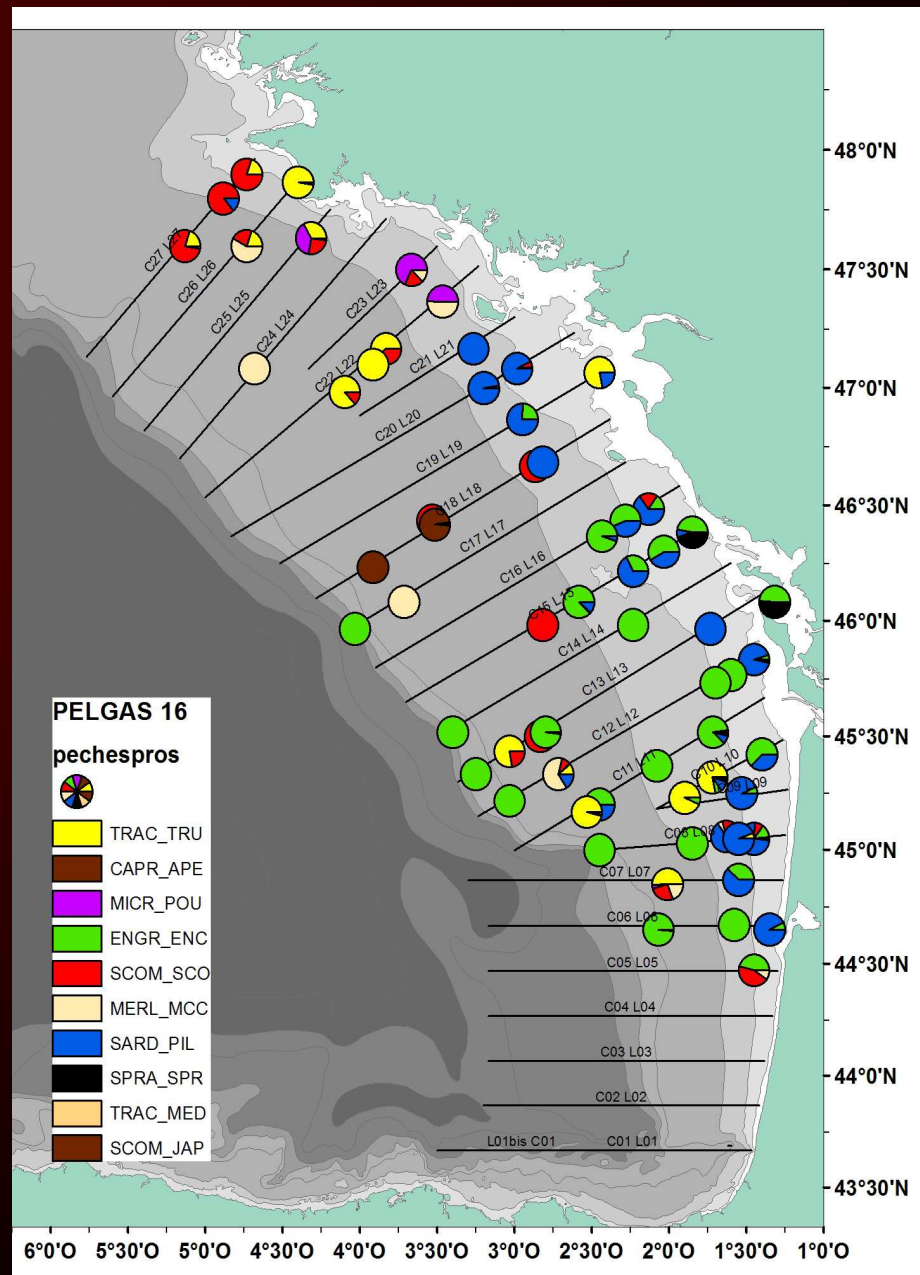 48°0'N
47°30'N
47°0'N
46°30'N
46°0'N
45°30'N
45°0'N
44°30'N
44°0'N
43°30'N
C27 L27
C26 L26
C25 L25
C24 L24
C23 L23
C22 L22
C21 L21
C20 L20
C19 L19
C18 L18
C17 L17
C16 L16
C15 L15
C14 L14
C13 L13
C12 L12
C11 L11
C10 L10
C09 L09
C08 L08
C07 L07
C06 L06
C05 L05
C04 L04
C03 L03
C02 L02
L01bis C01
C01 L01
PELGAS 16
pechespros
TRAC_TRU
CAPR_APE
MICR_POU
ENGR_ENC
SCOM_SCO
MERL_MCC
SARD_PIL
SPRA_SPR
TRAC_MED
SCOM_JAP
6°0'O 5°30'O 5°0'O 4°30'O 4°0'O 3°30'O 3°0'O 2°30'O 2°0'O 1°30'O 1°0'O